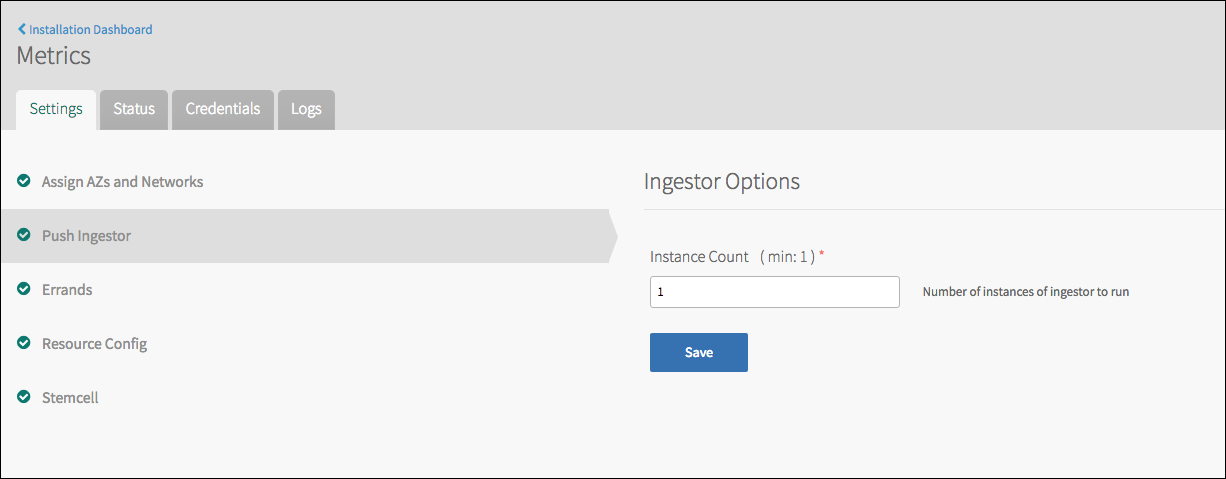 Installation Dashboard
Metrics
Settings Status Credentials Logs
Assign AZs and Networks
Push Ingestor
Errands
Resource Config
Stemcell
Ingestor Options
Instance Count ( min: 1 ) *
1 Number of instances of ingestor to run
Save